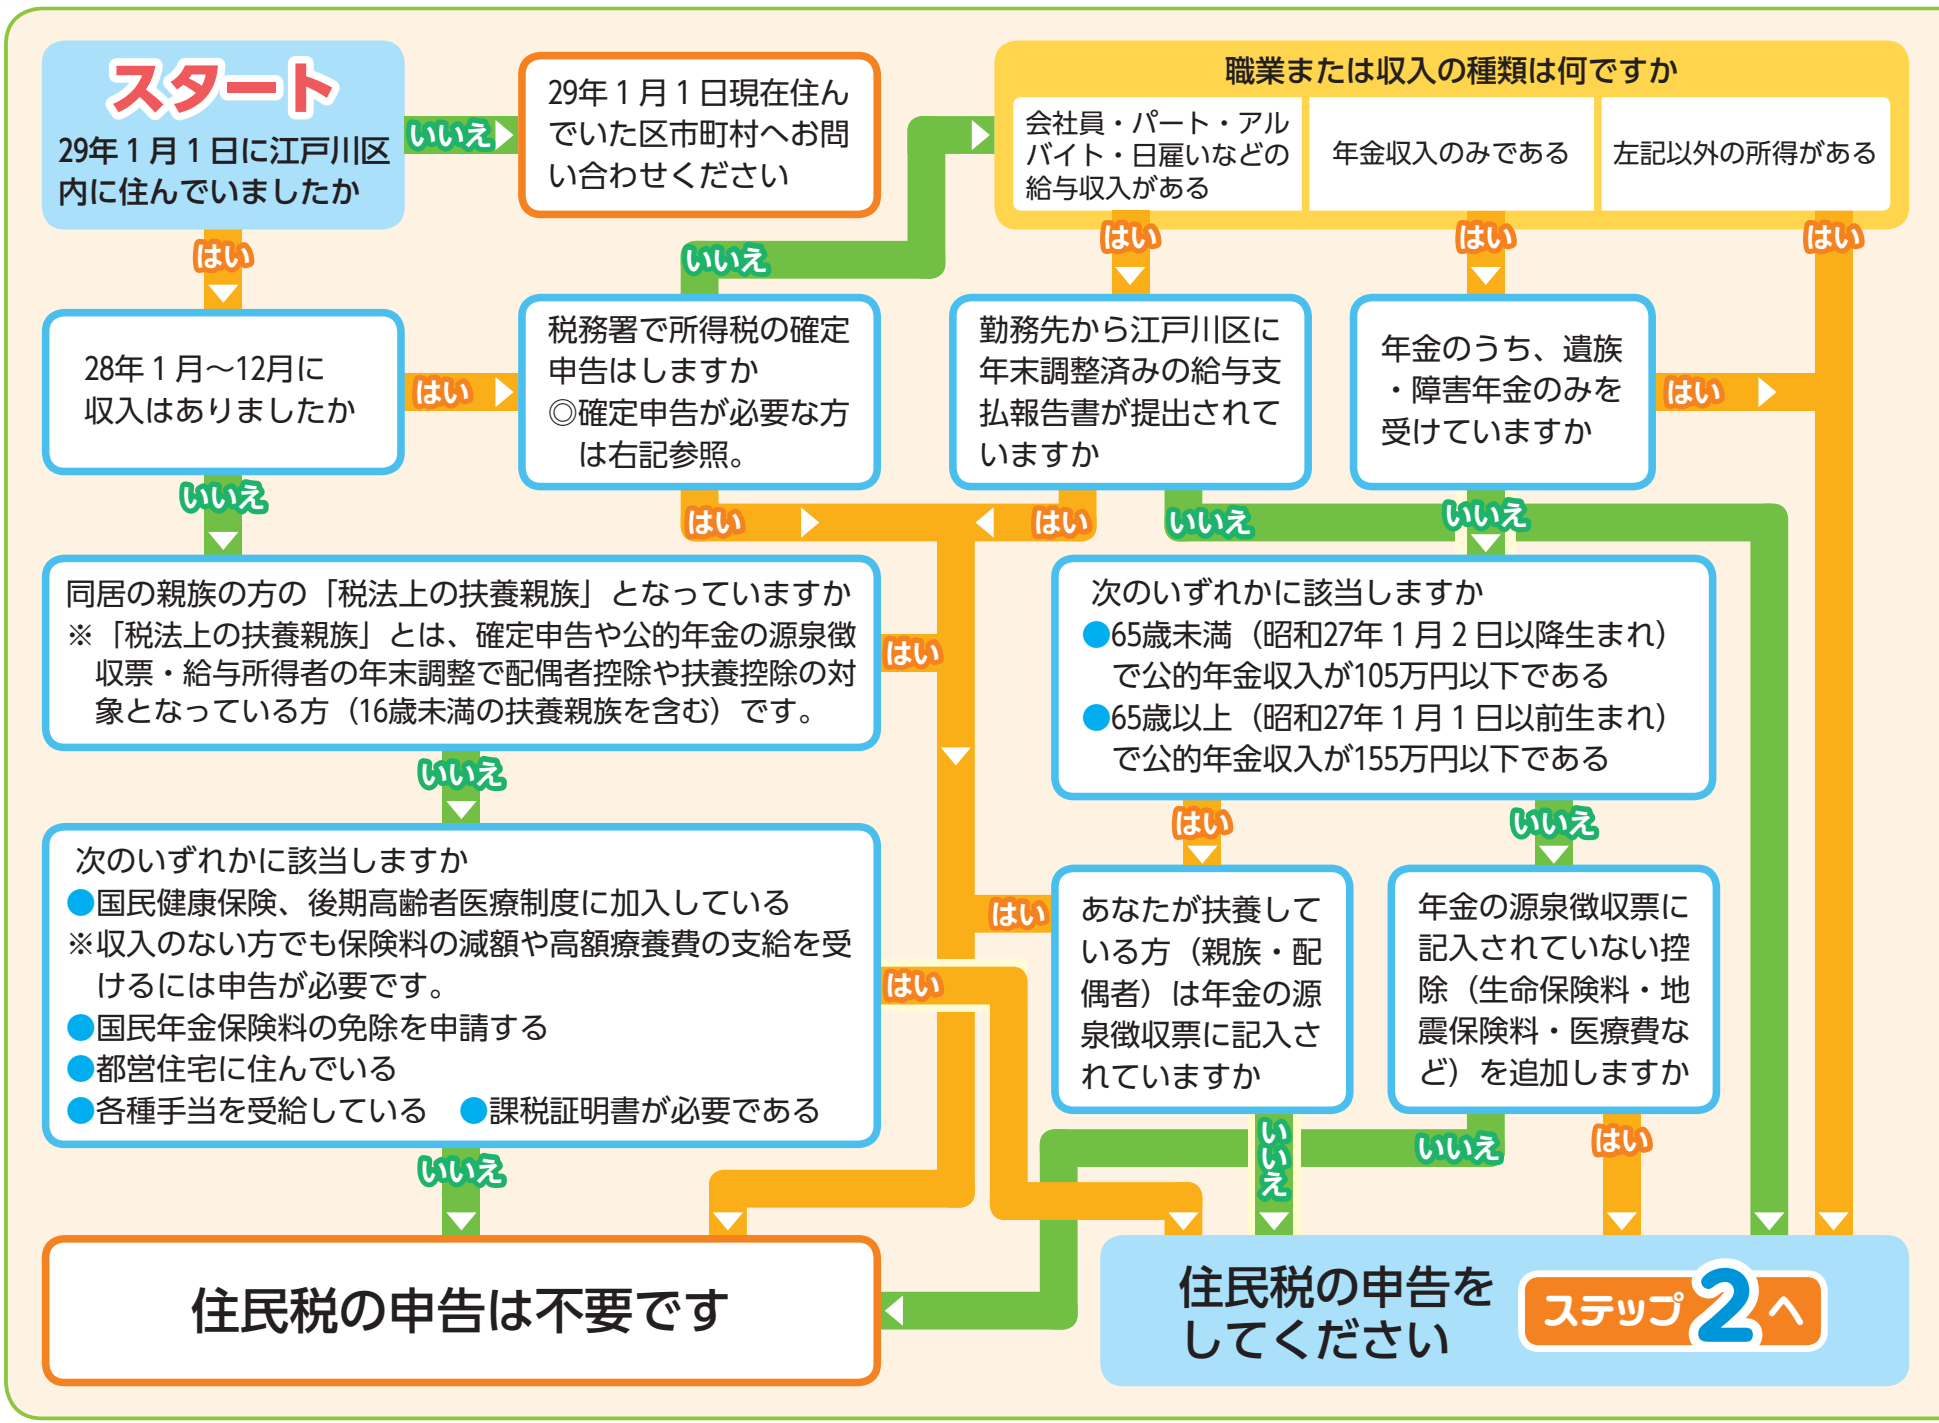 スタート
29年1月1日に江戸川区
内に住んでいましたか
いいえ
29年1月1日現在住ん
でいた区市町村へお問
い合わせください
職業または収入の種類は何ですか
会社員・パート・アル
バイト・日雇いなどの
給与収入がある
年金収入のみである
左記以外の所得がある
はい
いいえ
はい
はい
はい
28年1月～12月に
収入はありましたか
はい
税務署で所得税の確定
申告はしますか
◎確定申告が必要な方
は右記参照。
勤務先から江戸川区に
年末調整済みの給与支
払報告書が提出されて
いますか
年金のうち、遺族
・障害年金のみを
受けていますか
はい
いいえ
はい
はい
いいえ
いいえ
同居の親族の方の「税法上の扶養親族」となっていますか
※「税法上の扶養親族」とは、確定申告や公的年金の源泉徴
収票・給与所得者の年末調整で配偶者控除や扶養控除の対
象となっている方（16歳未満の扶養親族を含む）です。
はい
次のいずれかに該当しますか
●65歳未満（昭和27年1月2日以降生まれ）
で公的年金収入が105万円以下である
●65歳以上（昭和27年1月1日以前生まれ）
で公的年金収入が155万円以下である
いいえ
はい
いいえ
次のいずれかに該当しますか
●国民健康保険、後期高齢者医療制度に加入している
※収入のない方でも保険料の減額や高額療養費の支給を受
けるには申告が必要です。
●国民年金保険料の免除を申請する
●都営住宅に住んでいる
●各種手当を受給している　●課税証明書が必要である
はい
はい
あなたが扶養して
いる方（親族・配
偶者）は年金の源
泉徴収票に記入さ
れていますか
年金の源泉徴収票に
記入されていない控
除（生命保険料・地
震保険料・医療費な
ど）を追加しますか
いいえ
いいえ
いいえ
はい
住民税の申告は不要です
住民税の申告を
してください
ステップ2へ